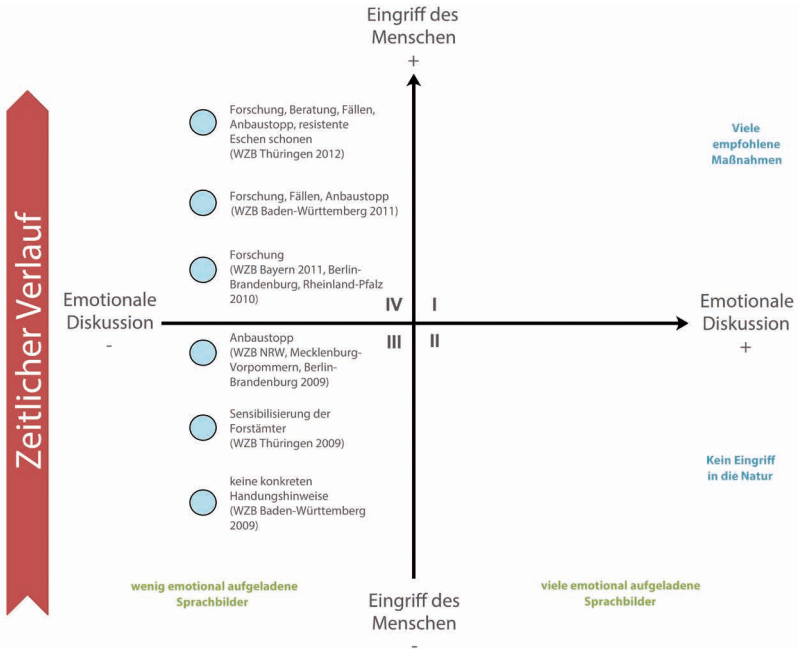 Eingriff des
Menschen
+
Forschung, Beratung, Fällen,
Anbaustopp, resistente
Eschen schonen
(WZB Thüringen 2012)
Viele
empfohlene
Maßnahmen
Forschung, Fällen, Anbaustopp
(WZB Baden-Württemberg 2011)
Forschung
(WZB Bayern 2011, Berlin-
Brandenburg, Rheinland-Pfalz
2010)
Zeitlicher Verlauf
Emotionale
Diskussion
-
IV I
III II
Emotionale
Diskussion
+
Anbaustopp
(WZB NRW, Mecklenburg-
Vorpommern, Berlin-
Brandenburg 2009)
Sensibilisierung der
Forstämter
(WZB Thüringen 2009)
Kein Eingriff
in die Natur
keine konkreten
Handungshinweise
(WZB Baden-Württemberg
2009)
wenig emotional aufgeladene
Sprachbilder
viele emotional aufgeladene
Sprachbilder
Eingriff des
Menschen
-